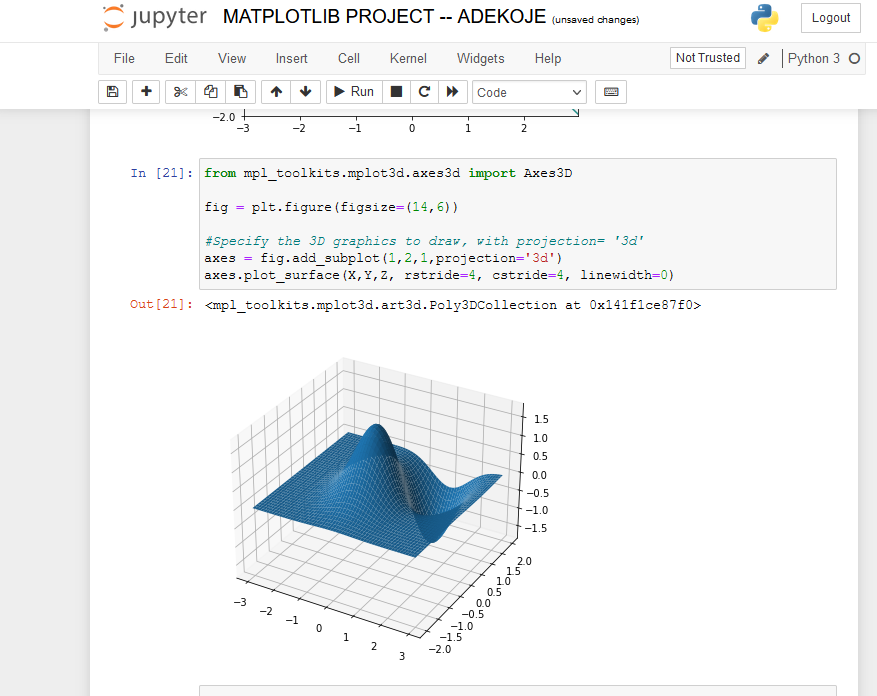 jupyter MATPLOTLIB PROJECT -- ADEKOJE (unsaved changes) Logout
File Edit View Insert Cell Kernel Widgets Help Not Trusted Python 3
Run Code
−2.0
−3 −2 −1 0 1 2
In [21]: from mpl_toolkits.mplot3d.axes3d import Axes3D
fig = plt.figure(figsize=(14,6))
#Specify the 3D graphics to draw, with projection= '3d'
axes = fig.add_subplot(1,2,1,projection='3d')
axes.plot_surface(X,Y,Z, rstride=4, cstride=4, linewidth=0)
Out[21]: <mpl_toolkits.mplot3d.art3d.Poly3DCollection at 0x141f1ce87f0>
1.5
1.0
0.5
0.0
−0.5
−1.0
−1.5
2.0
1.5
1.0
0.5
0.0
−0.5
−1.0
−1.5
−2.0
−3
−2
−1
0
1
2
3